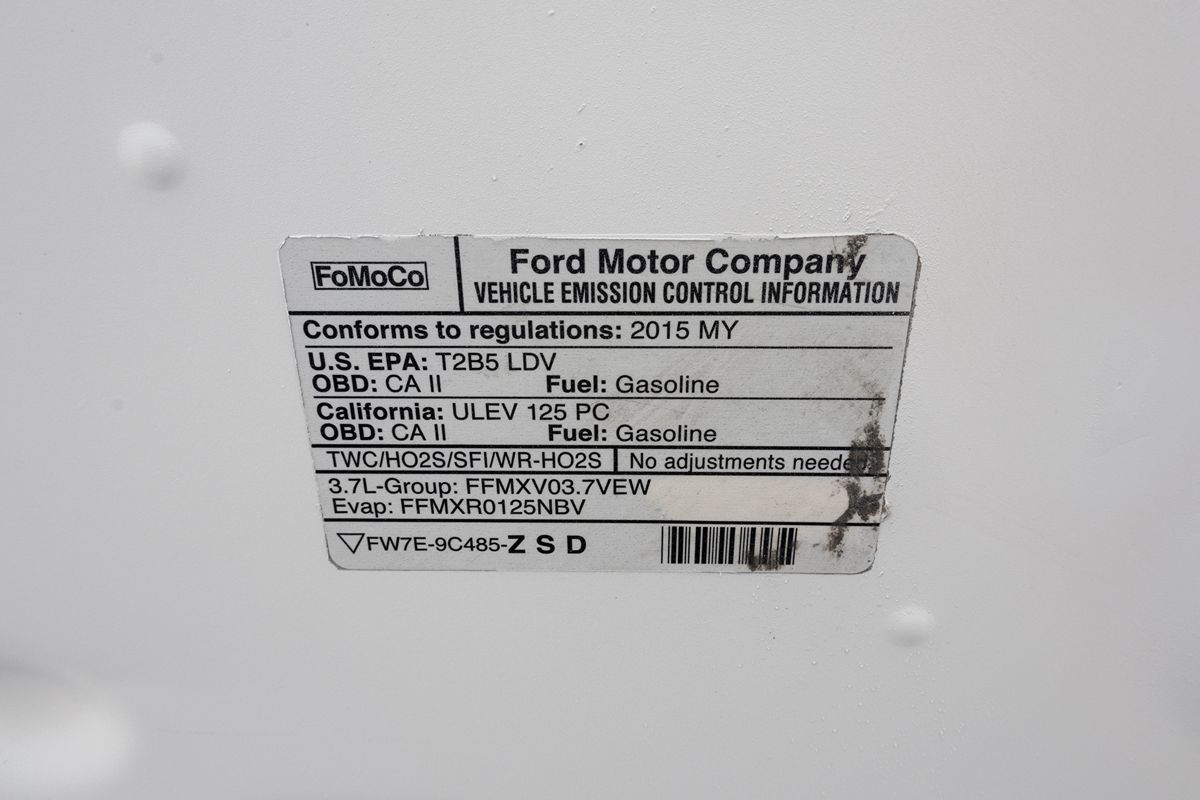 FoMoCo
Ford Motor Company
VEHICLE EMISSION CONTROL INFORMATION
Conforms to regulations: 2015 MY
U.S. EPA: T2B5 LDV
OBD: CA II Fuel: Gasoline
California: ULEV 125 PC
OBD: CA II Fuel: Gasoline
TWC/HO2S/SFI/WR-HO2S No adjustments needed.
3.7L-Group: FFMXV03.7VEW
Evap: FFMXR0125NBV
FW7E-9C485-Z S D